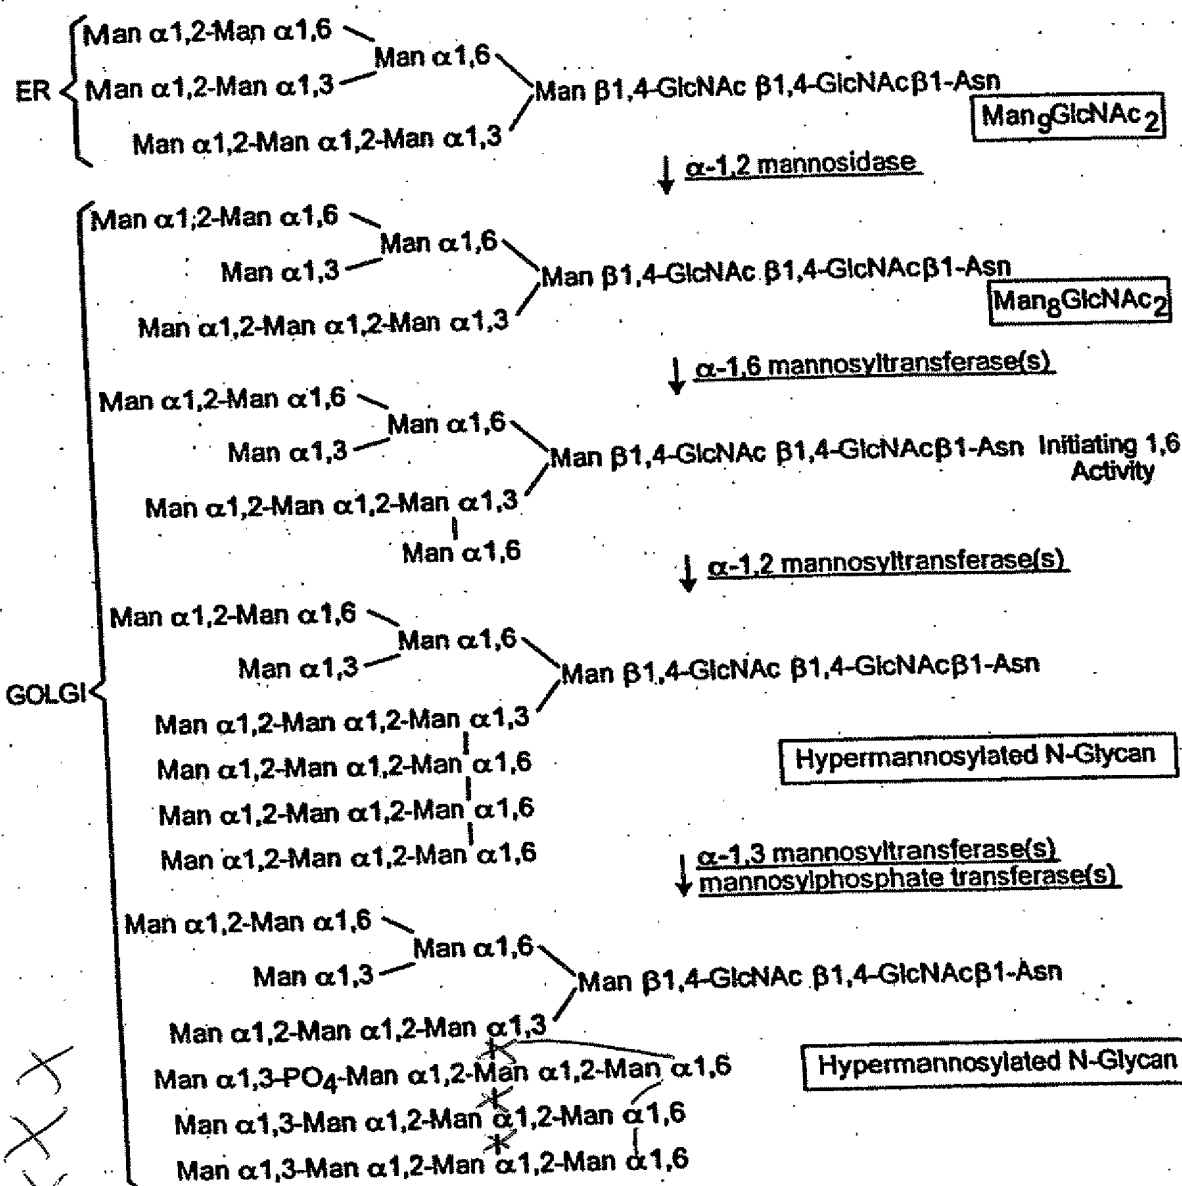 Man α1,2-Man α1,6
Man α1,6
ER Man α1,2-Man α1,3
Man β1,4-GlcNAc β1,4-GlcNAcβ1-Asn
Man α1,2-Man α1,2-Man α1,3
Man9GlcNAc2
α-1,2 mannosidase
Man α1,2-Man α1,6
Man α1,6
Man α1,3
Man β1,4-GlcNAc β1,4-GlcNAcβ1-Asn
Man α1,2-Man α1,2-Man α1,3
Man8GlcNAc2
α-1,6 mannosyltransferase(s)
Man α1,2-Man α1,6
Man α1,6
Man α1,3
Man β1,4-GlcNAc β1,4-GlcNAcβ1-Asn Initiating 1,6
Activity
Man α1,2-Man α1,2-Man α1,3
Man α1,6
α-1,2 mannosyltransferase(s)
Man α1,2-Man α1,6
Man α1,6
Man α1,3
Man β1,4-GlcNAc β1,4-GlcNAcβ1-Asn
GOLGI
Man α1,2-Man α1,2-Man α1,3
Man α1,2-Man α1,2-Man α1,6
Hypermannosylated N-Glycan
Man α1,2-Man α1,2-Man α1,6
Man α1,2-Man α1,2-Man α1,6
α-1,3 mannosyltransferase(s)
mannosylphosphate transferase(s)
Man α1,2-Man α1,6
Man α1,6
Man α1,3
Man β1,4-GlcNAc β1,4-GlcNAcβ1-Asn
Man α1,2-Man α1,2-Man α1,3
Man α1,3-PO4-Man α1,2-Man α1,2-Man α1,6
Hypermannosylated N-Glycan
Man α1,3-Man α1,2-Man α1,2-Man α1,6
Man α1,3-Man α1,2-Man α1,2-Man α1,6